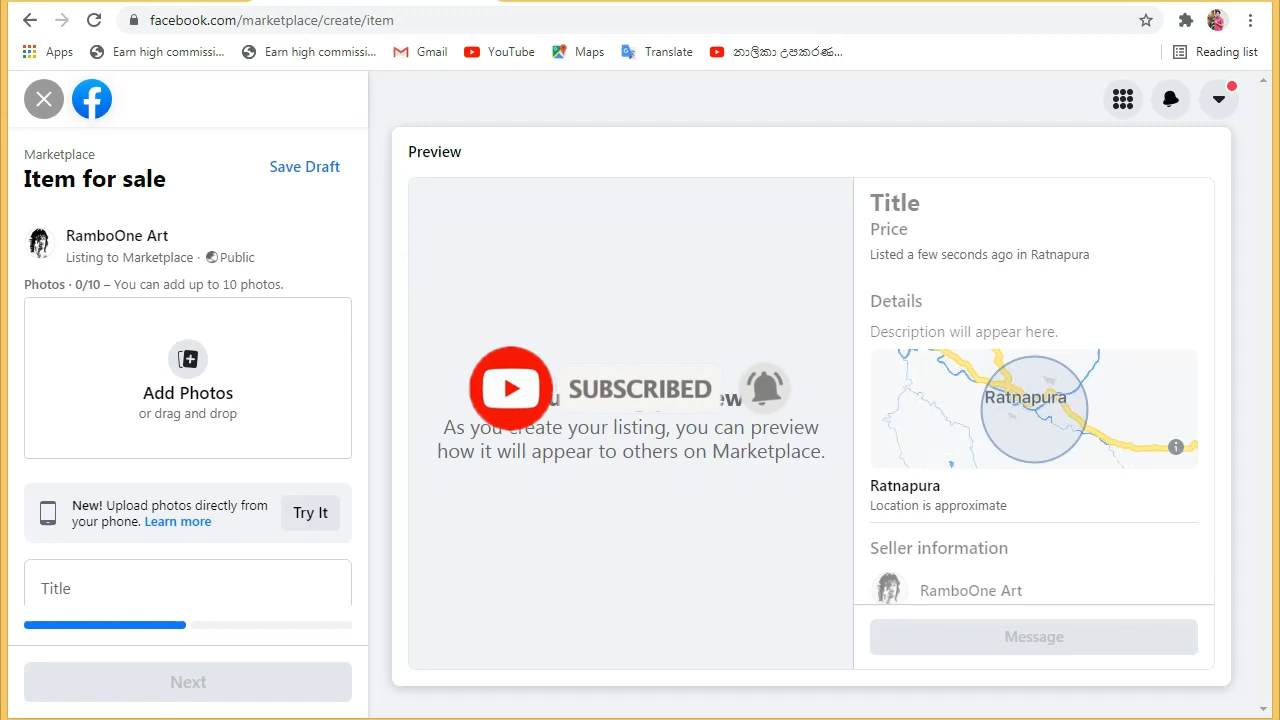 facebook.com/marketplace/create/item
Apps
Earn high commissi...
Earn high commissi...
Gmail
YouTube
Maps
Translate
නාලිකා උපකරණ...
Reading list
Marketplace
Item for sale
Save Draft
RamboOne Art
Listing to Marketplace · Public
Photos · 0/10 – You can add up to 10 photos.
Add Photos
or drag and drop
New! Upload photos directly from
your phone. Learn more
Try It
Title
Next
Preview
SUBSCRIBED
As you create your listing, you can preview
how it will appear to others on Marketplace.
Title
Price
Listed a few seconds ago in Ratnapura
Details
Description will appear here.
Ratnapura
Ratnapura
Location is approximate
Seller information
RamboOne Art
Message